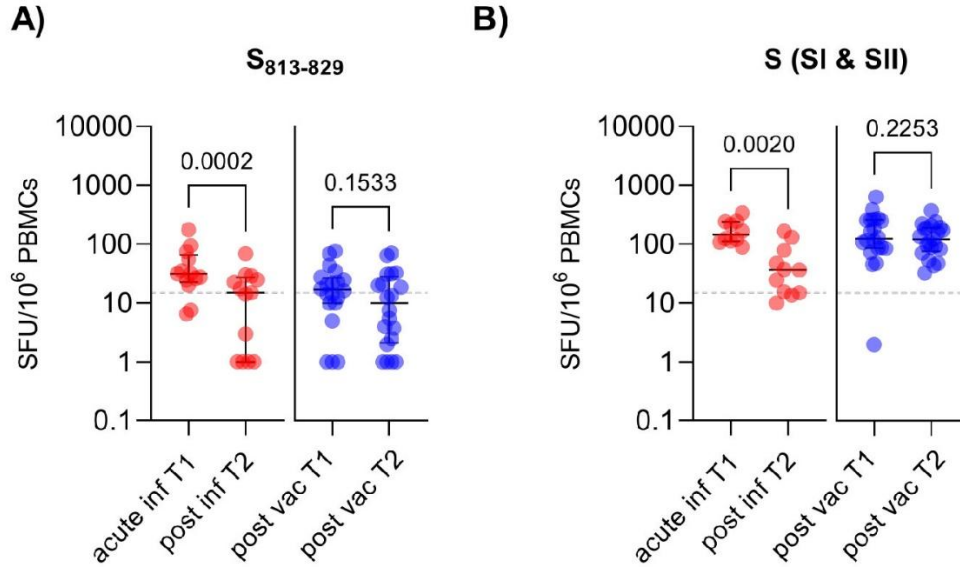 A)
S813-829
SFU/10⁶ PBMCs
10000
1000
100
10
1
0.1
0.0002
0.1533
acute inf T1
post inf T2
post vac T1
post vac T2
B)
S (SI & SII)
SFU/10⁶ PBMCs
10000
1000
100
10
1
0.1
0.0020
0.2253
acute inf T1
post inf T2
post vac T1
post vac T2